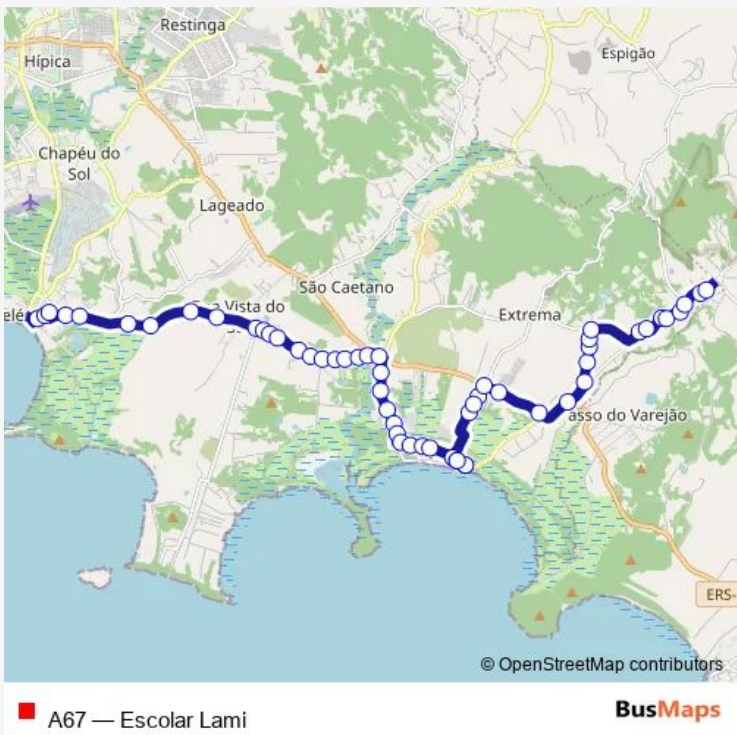 Restinga
Hípica
Espigão
Chapéu do
Sol
Lageado
São Caetano
Vista do
Extrema
asso do Varejão
ERS-
© OpenStreetMap contributors
A67 — Escolar Lami
BusMaps